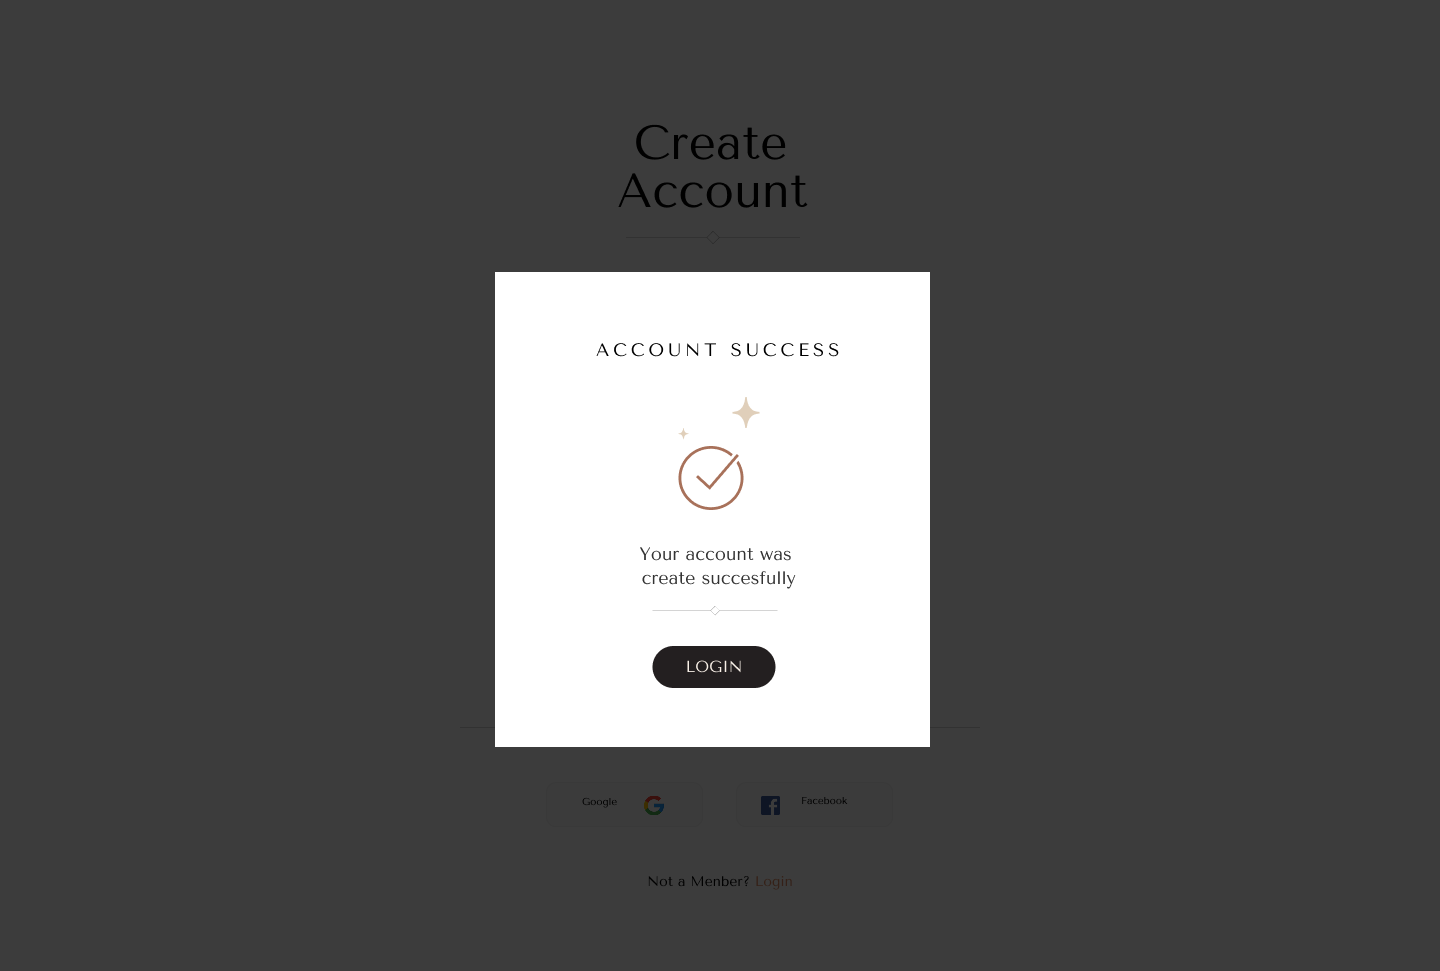 Create
Account
ACCOUNT SUCCESS
Your account was
create succesfully
LOGIN
Google
Facebook
Not a Menber? Login